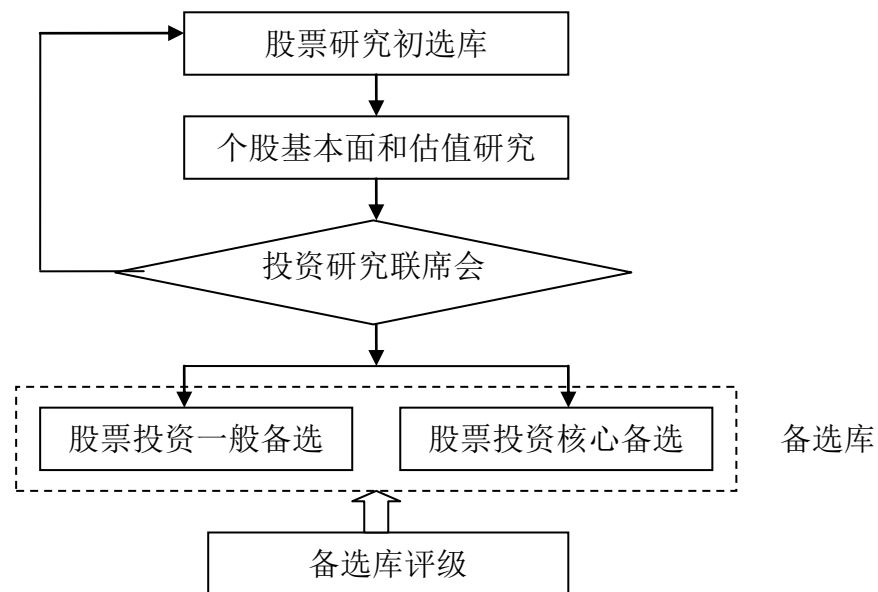 股票研究初选库
个股基本面和估值研究
投资研究联席会
股票投资一般备选
股票投资核心备选
备选库
备选库评级